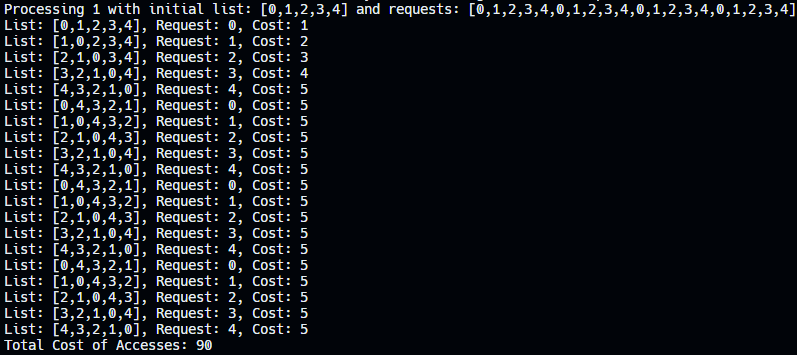 Processing 1 with initial list: [0,1,2,3,4] and requests: [0,1,2,3,4,0,1,2,3,4,0,1,2,3,4,0,1,2,3,4]
List: [0,1,2,3,4], Request: 0, Cost: 1
List: [1,0,2,3,4], Request: 1, Cost: 2
List: [2,1,0,3,4], Request: 2, Cost: 3
List: [3,2,1,0,4], Request: 3, Cost: 4
List: [4,3,2,1,0], Request: 4, Cost: 5
List: [0,4,3,2,1], Request: 0, Cost: 5
List: [1,0,4,3,2], Request: 1, Cost: 5
List: [2,1,0,4,3], Request: 2, Cost: 5
List: [3,2,1,0,4], Request: 3, Cost: 5
List: [4,3,2,1,0], Request: 4, Cost: 5
List: [0,4,3,2,1], Request: 0, Cost: 5
List: [1,0,4,3,2], Request: 1, Cost: 5
List: [2,1,0,4,3], Request: 2, Cost: 5
List: [3,2,1,0,4], Request: 3, Cost: 5
List: [4,3,2,1,0], Request: 4, Cost: 5
List: [0,4,3,2,1], Request: 0, Cost: 5
List: [1,0,4,3,2], Request: 1, Cost: 5
List: [2,1,0,4,3], Request: 2, Cost: 5
List: [3,2,1,0,4], Request: 3, Cost: 5
List: [4,3,2,1,0], Request: 4, Cost: 5
Total Cost of Accesses: 90